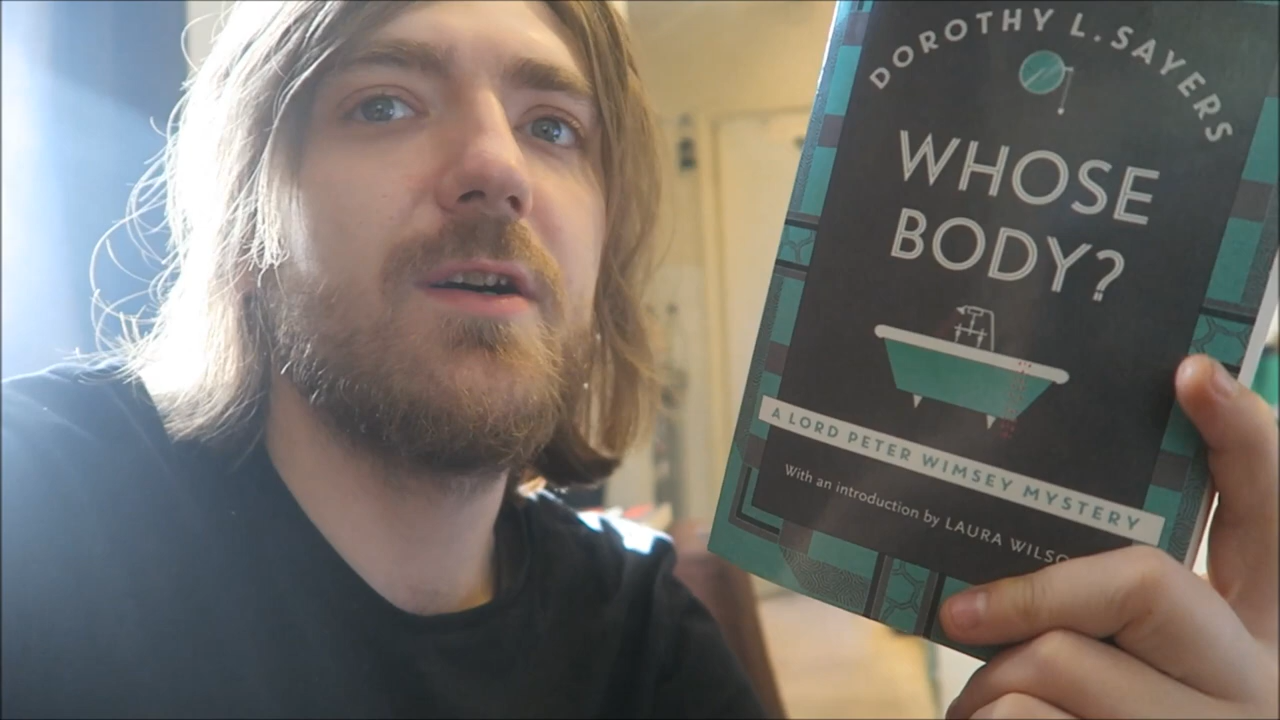 DOROTHY L. SAYERS
WHOSE
BODY?
A LORD PETER WIMSEY MYSTERY
With an introduction by LAURA